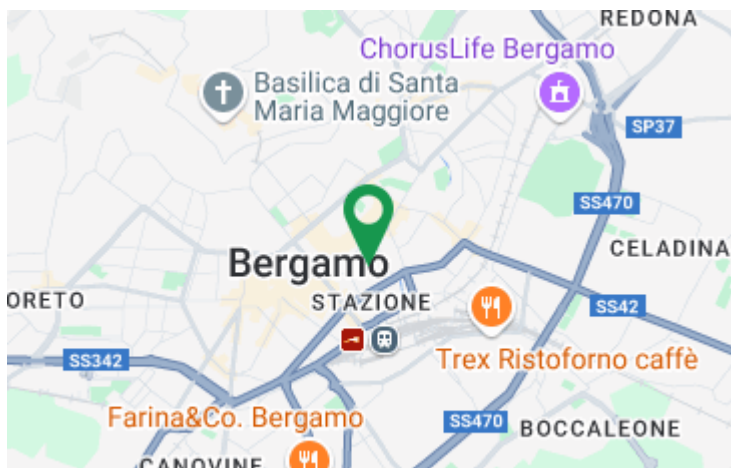 REDONA
ChorusLife Bergamo
Basilica di Santa
Maria Maggiore
SP37
SS470
CELADINA
Bergamo
ORETO
STAZIONE
SS42
SS342
Trex Ristoforno caffè
Farina&Co. Bergamo
SS470
BOCCALEONE
CANOVINE